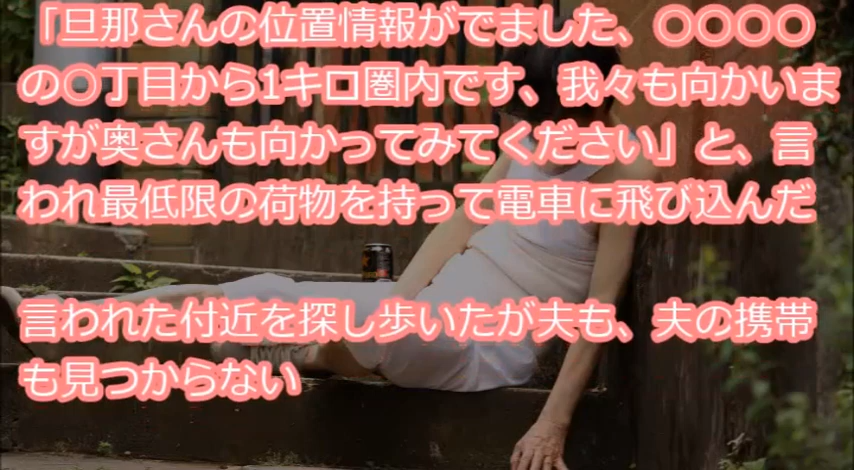 「旦那さんの位置情報がでました、○○○○
の○丁目から1キロ圏内です、我々も向かいま
すが奥さんも向かってみてください」と、言
われ最低限の荷物を持って電車に飛び込んだ
言われた付近を探し歩いたが夫も、夫の携帯
も見つからない